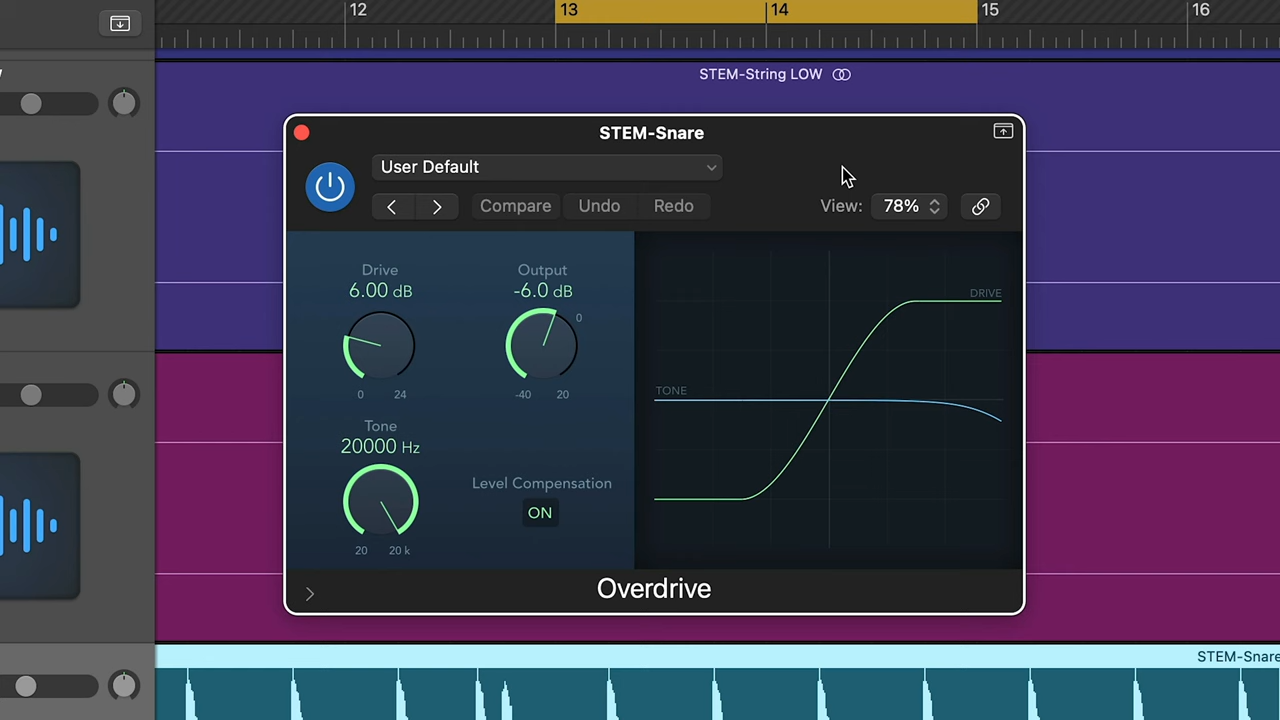 12
13
14
15
16
STEM-String LOW
STEM-Snare
User Default
Compare
Undo
Redo
View:
78%
Drive
6.00 dB
0
24
Output
-6.0 dB
0
-40
20
Tone
20000 Hz
20
20 k
Level Compensation
ON
DRIVE
TONE
Overdrive
STEM-Snare